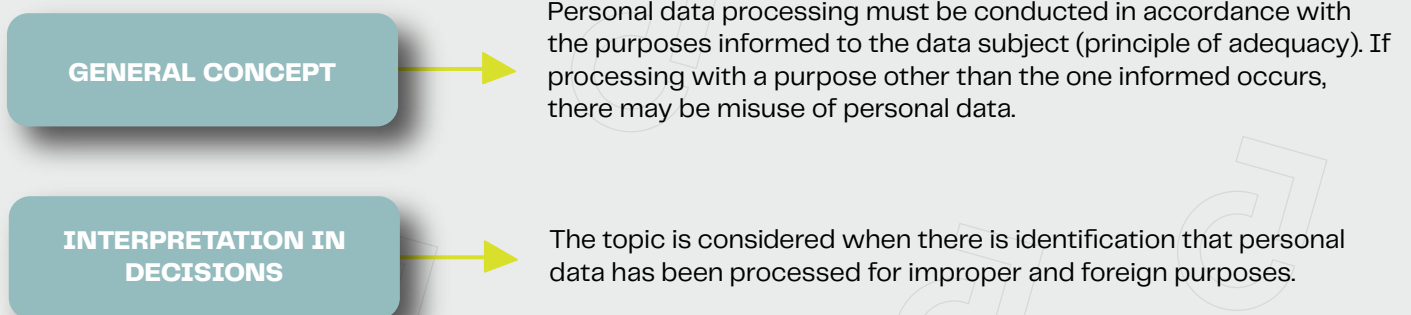 GENERAL CONCEPT
Personal data processing must be conducted in accordance with
the purposes informed to the data subject (principle of adequacy). If
processing with a purpose other than the one informed occurs,
there may be misuse of personal data.
INTERPRETATION IN
DECISIONS
The topic is considered when there is identification that personal
data has been processed for improper and foreign purposes.